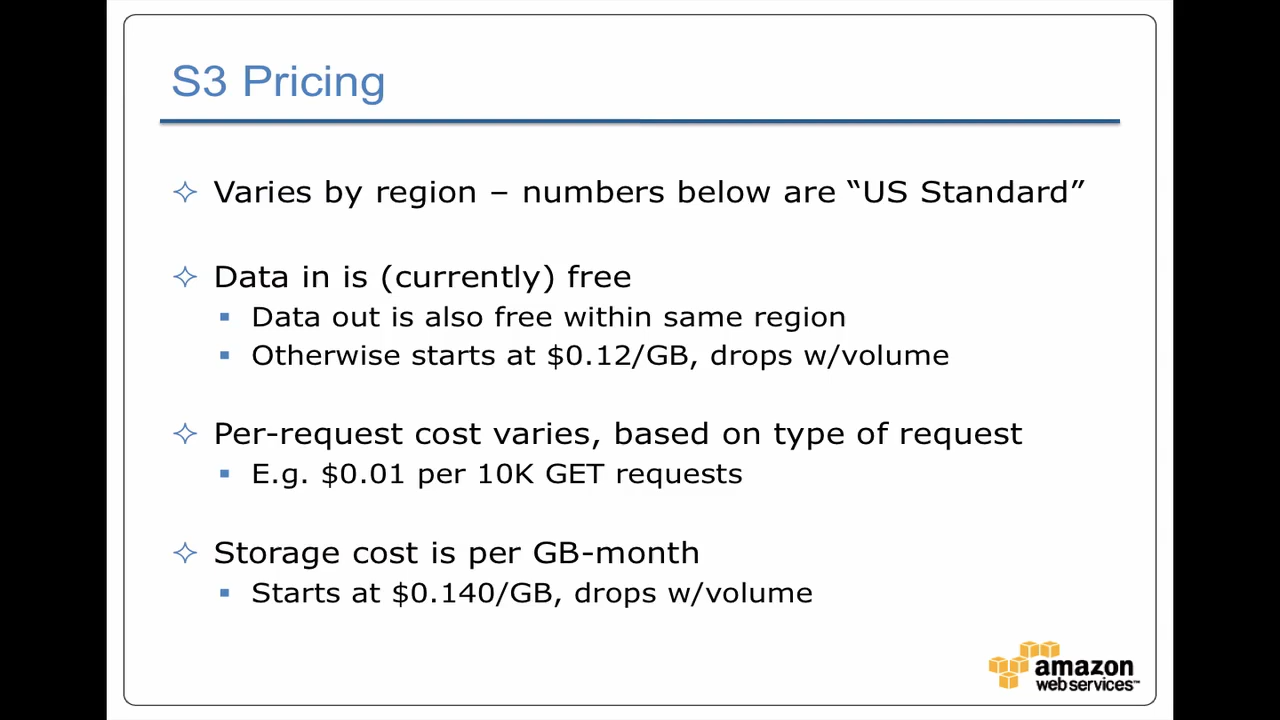 S3 Pricing
Varies by region – numbers below are “US Standard”
Data in is (currently) free
Data out is also free within same region
Otherwise starts at $0.12/GB, drops w/volume
Per-request cost varies, based on type of request
E.g. $0.01 per 10K GET requests
Storage cost is per GB-month
Starts at $0.140/GB, drops w/volume
amazon
webservices™